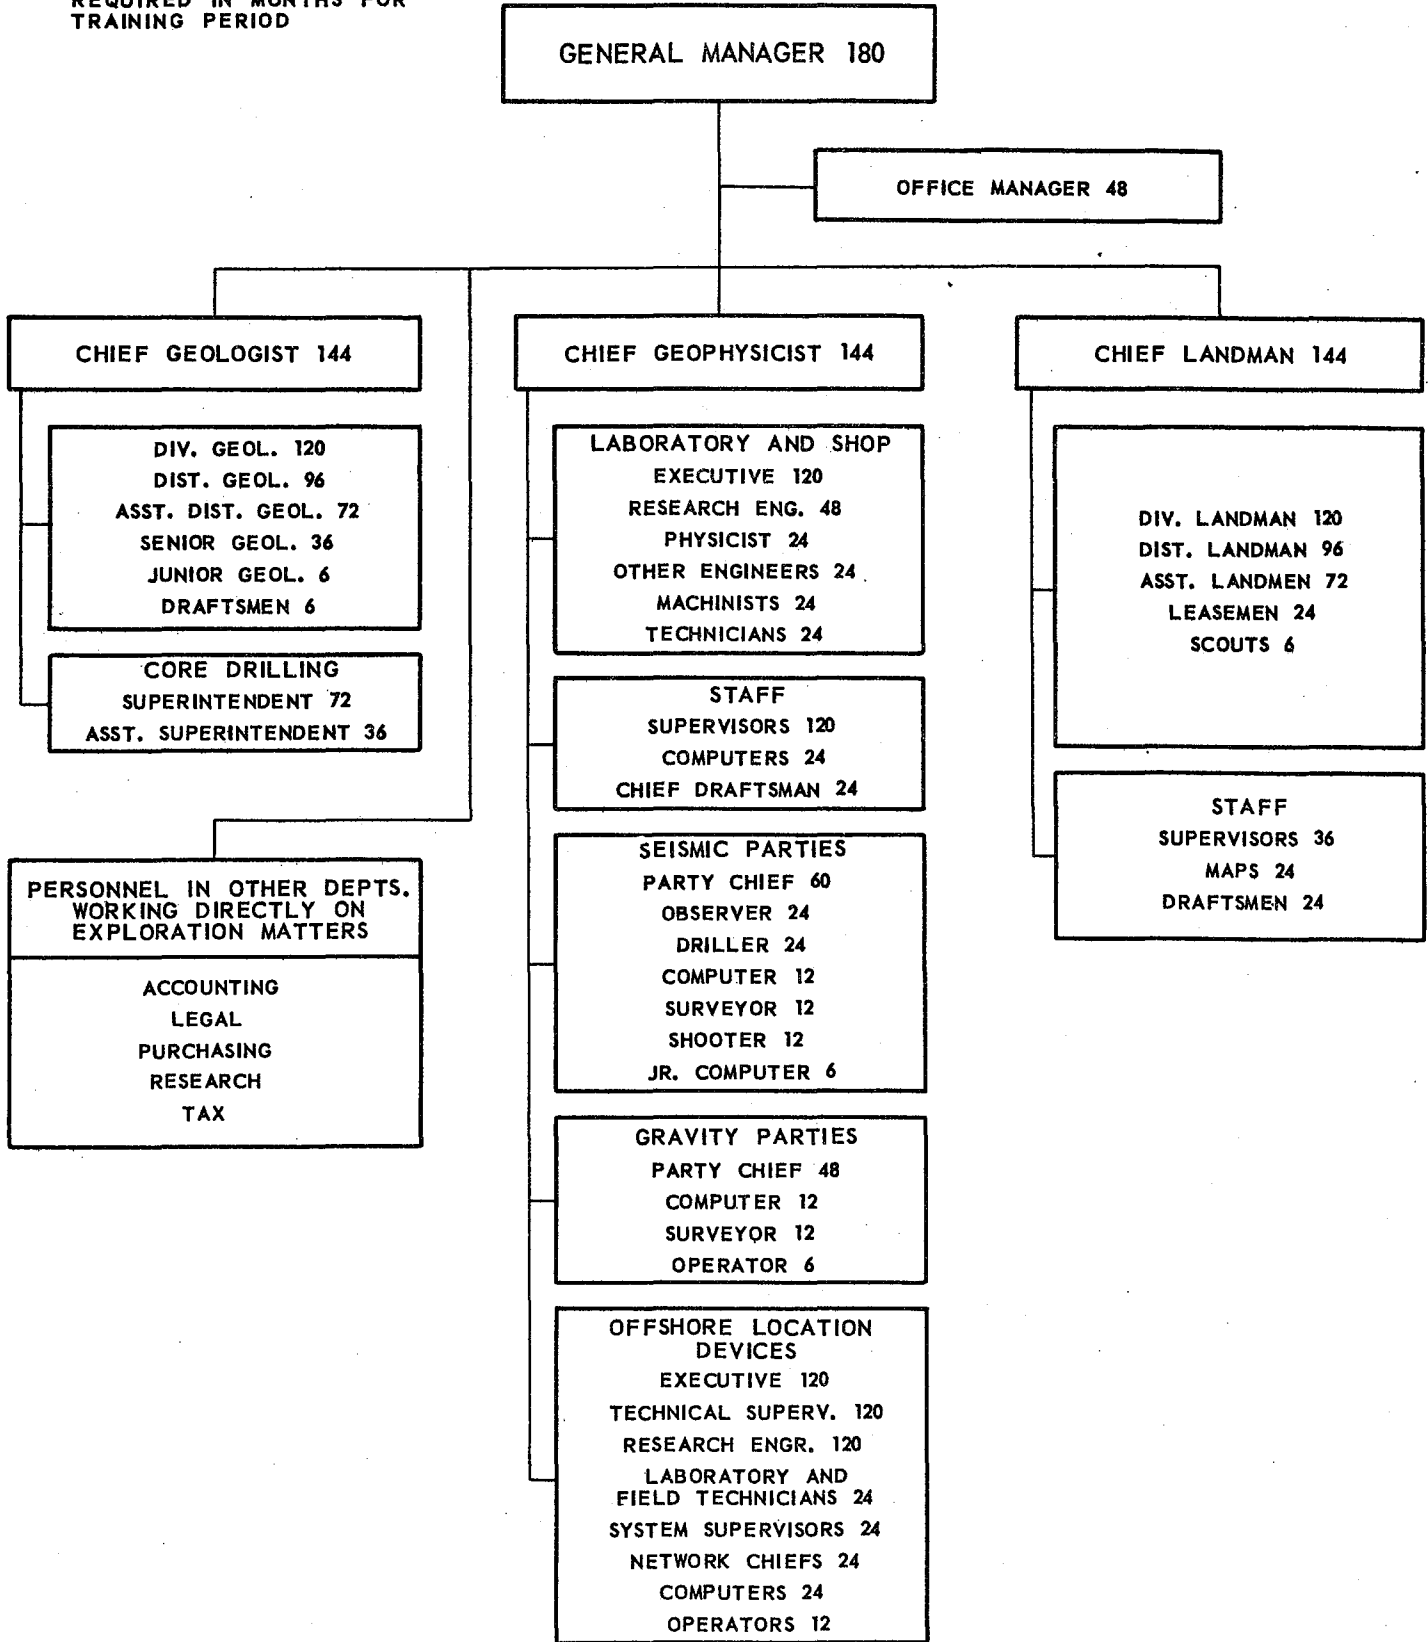 REQUIRED IN MONTHS FOR
TRAINING PERIOD
GENERAL MANAGER 180
OFFICE MANAGER 48
CHIEF GEOLOGIST 144
DIV. GEOL. 120
DIST. GEOL. 96
ASST. DIST. GEOL. 72
SENIOR GEOL. 36
JUNIOR GEOL. 6
DRAFTSMEN 6
CORE DRILLING
SUPERINTENDENT 72
ASST. SUPERINTENDENT 36
PERSONNEL IN OTHER DEPTS.
WORKING DIRECTLY ON
EXPLORATION MATTERS
ACCOUNTING
LEGAL
PURCHASING
RESEARCH
TAX
CHIEF GEOPHYSICIST 144
LABORATORY AND SHOP
EXECUTIVE 120
RESEARCH ENG. 48
PHYSICIST 24
OTHER ENGINEERS 24
MACHINISTS 24
TECHNICIANS 24
STAFF
SUPERVISORS 120
COMPUTERS 24
CHIEF DRAFTSMAN 24
SEISMIC PARTIES
PARTY CHIEF 60
OBSERVER 24
DRILLER 24
COMPUTER 12
SURVEYOR 12
SHOOTER 12
JR. COMPUTER 6
GRAVITY PARTIES
PARTY CHIEF 48
COMPUTER 12
SURVEYOR 12
OPERATOR 6
OFFSHORE LOCATION
DEVICES
EXECUTIVE 120
TECHNICAL SUPERV. 120
RESEARCH ENGR. 120
LABORATORY AND
FIELD TECHNICIANS 24
SYSTEM SUPERVISORS 24
NETWORK CHIEFS 24
COMPUTERS 24
OPERATORS 12
CHIEF LANDMAN 144
DIV. LANDMAN 120
DIST. LANDMAN 96
ASST. LANDMEN 72
LEASEMEN 24
SCOUTS 6
STAFF
SUPERVISORS 36
MAPS 24
DRAFTSMEN 24